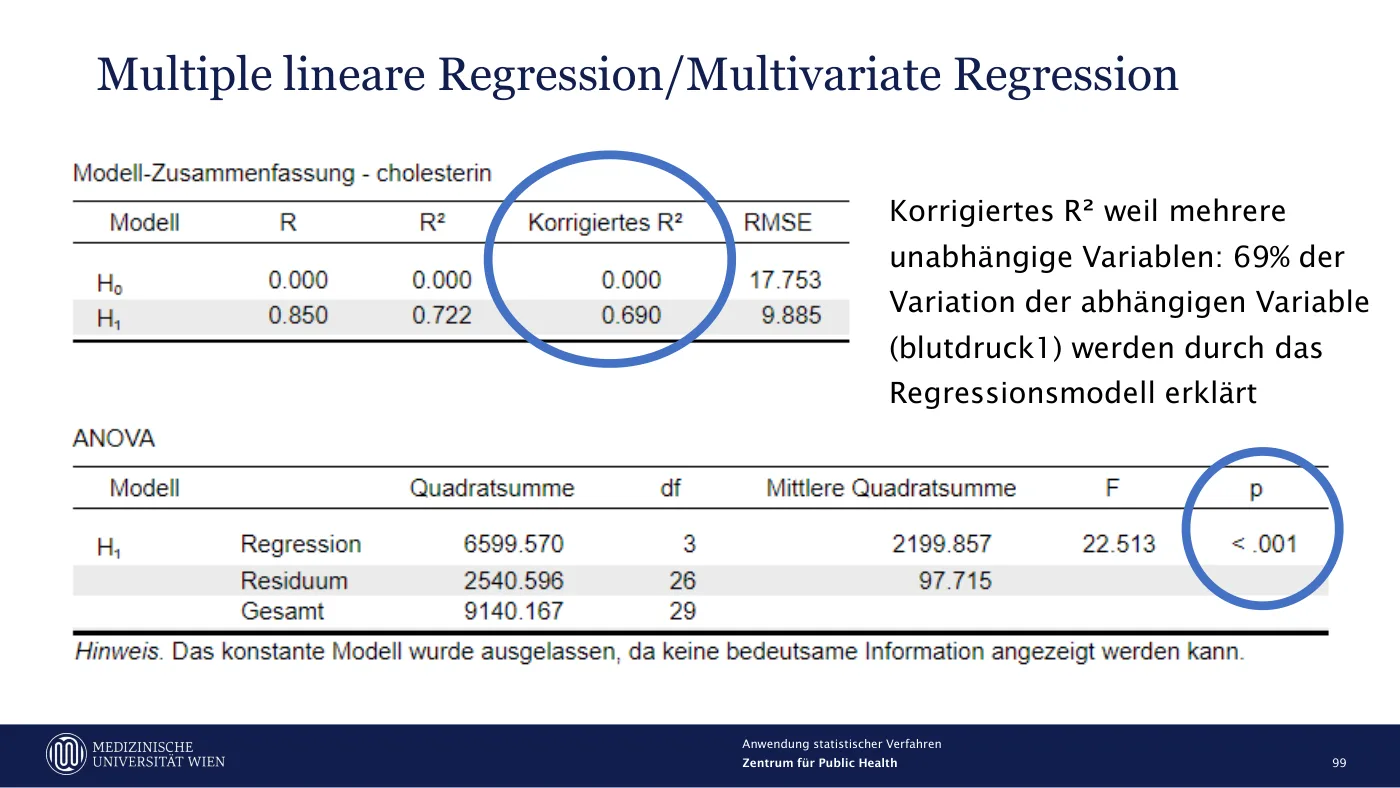 Multiple lineare Regression/Multivariate Regression
Modell-Zusammenfassung - cholesterin
Modell R R² Korrigiertes R² RMSE
H₀ 0.000 0.000 0.000 17.753
H₁ 0.850 0.722 0.690 9.885
Korrigiertes R² weil mehrere
unabhängige Variablen: 69% der
Variation der abhängigen Variable
(blutdruck1) werden durch das
Regressionsmodell erklärt
ANOVA
Modell Quadratsumme df Mittlere Quadratsumme F p
H₁ Regression 6599.570 3 2199.857 22.513 < .001
Residuum 2540.596 26 97.715
Gesamt 9140.167 29
Hinweis. Das konstante Modell wurde ausgelassen, da keine bedeutsame Information angezeigt werden kann.
MEDIZINISCHE
UNIVERSITÄT WIEN
Anwendung statistischer Verfahren
Zentrum für Public Health
99